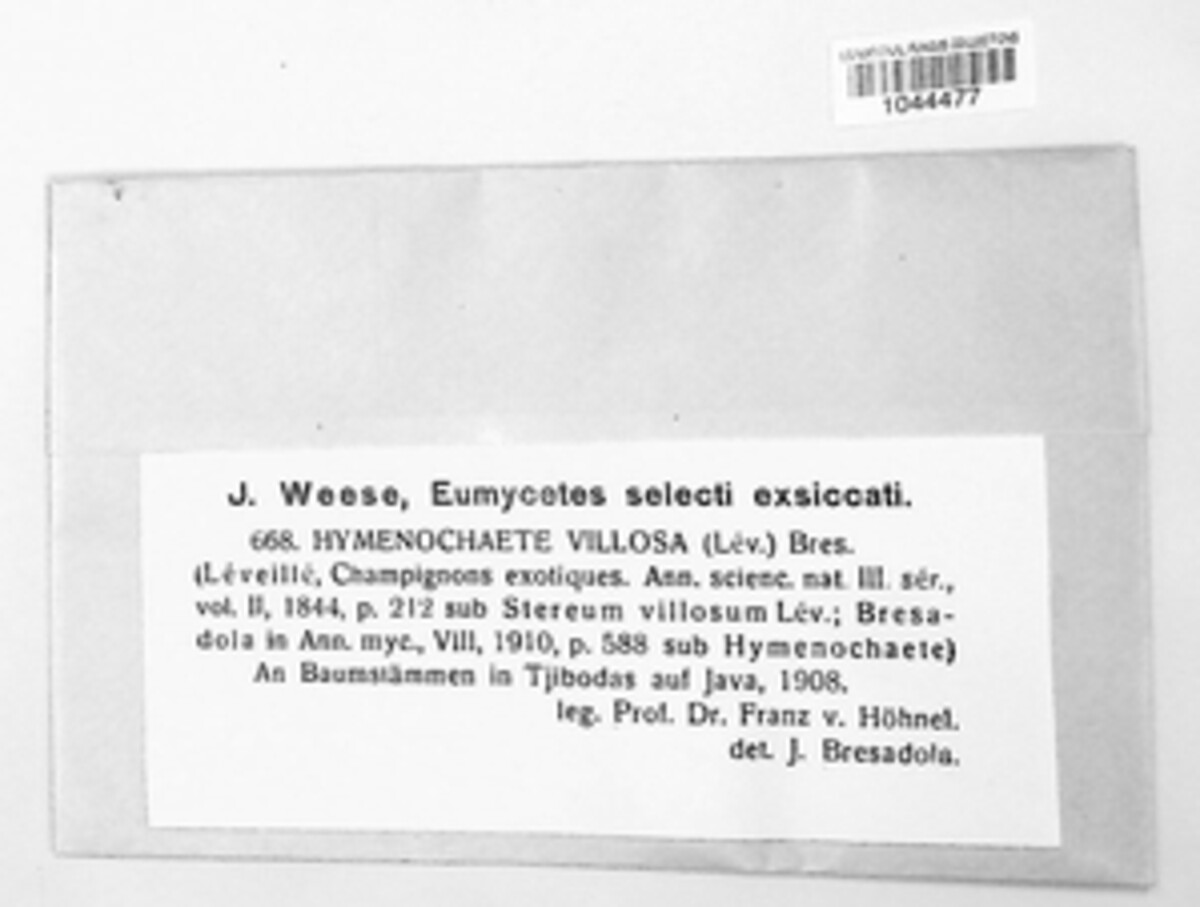 1044477
J. Weese, Eumycetes selecti exsiccati.
668. HYMENOCHAETE VILLOSA (Lév.) Bres.
(Léveillé, Champignons exotiques. Ann. scienc. nat. III. sér.,
vol. II, 1844, p. 212 sub Stereum villosum Lév.; Bresa-
dola in Ann. myc., VIII, 1910, p. 588 sub Hymenochaete)
An Baumstämmen in Tjibodas auf Java, 1908.
leg. Prof. Dr. Franz v. Höhnel.
det. J. Bresadola.